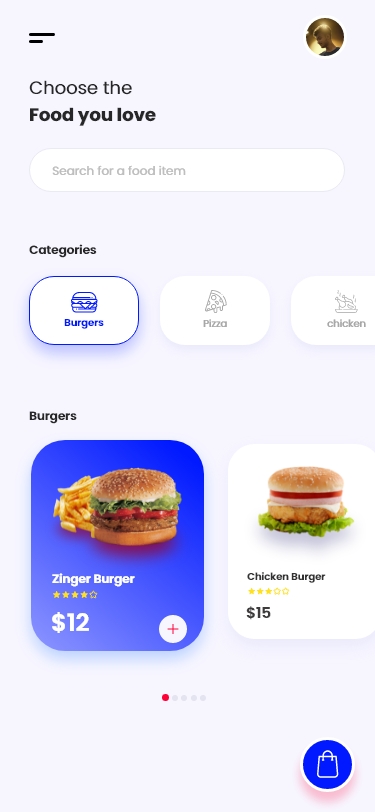 Choose the
Food you love
Search for a food item
Categories
Burgers
Pizza
chicken
Burgers
Zinger Burger
$12
Chicken Burger
$15